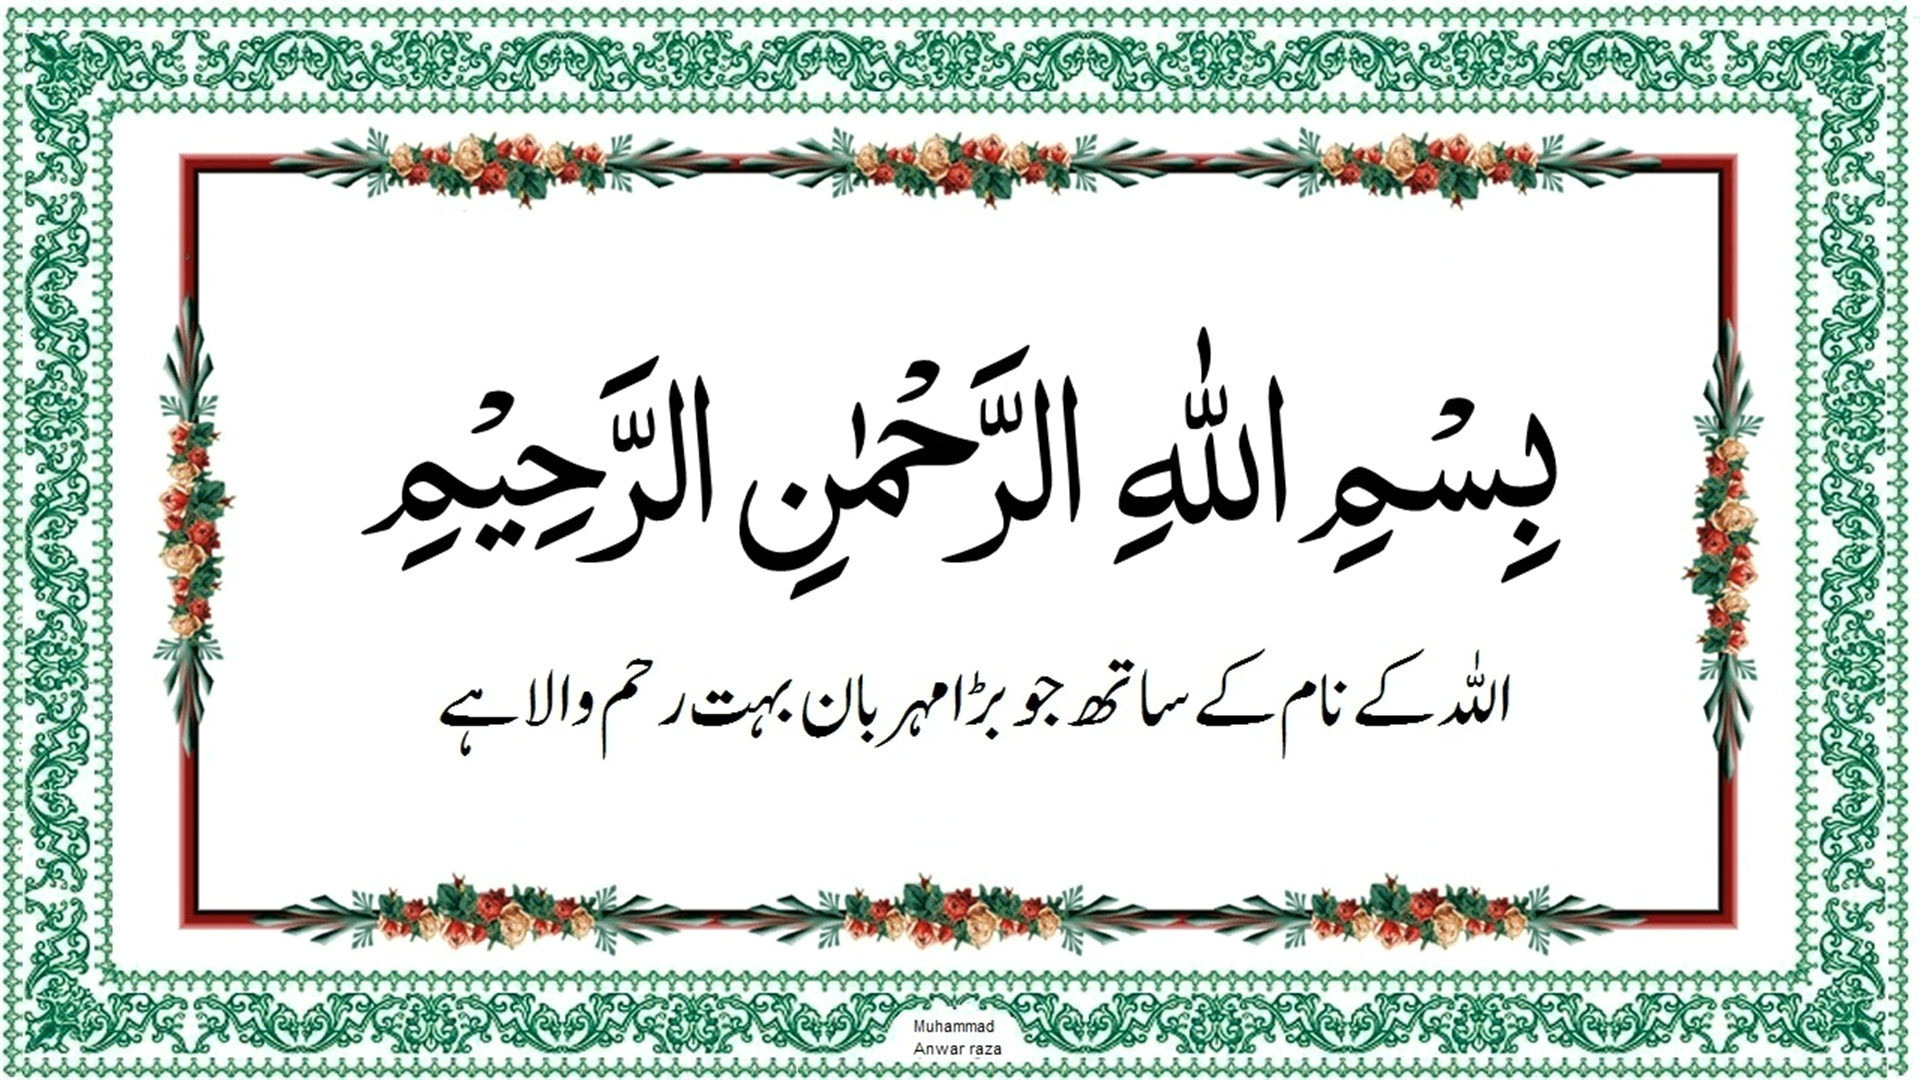 بِسْمِ اللّٰهِ الرَّحْمٰنِ الرَّحِيْمِ
اللہ کے نام کے ساتھ جو بڑا مہربان بہت رحم والا ہے
Muhammad
Anwar raza